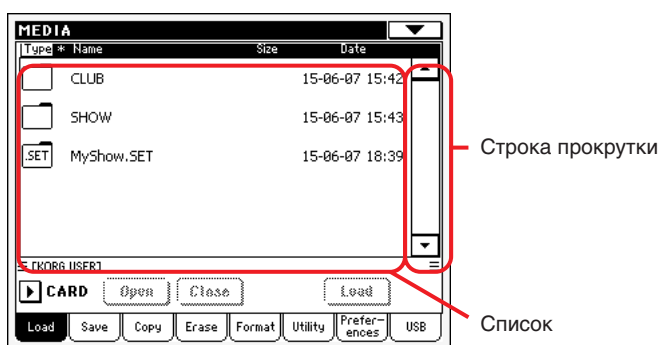 MEDIA
Type * Name Size Date
CLUB 15-06-07 15:42
SHOW 15-06-07 15:43
.SET MyShow.SET 15-06-07 18:39
Строка прокрутки
[KORG USER]
CARD Open Close Load
Список
Load Save Copy Erase Format Utility Prefer-
ences USB